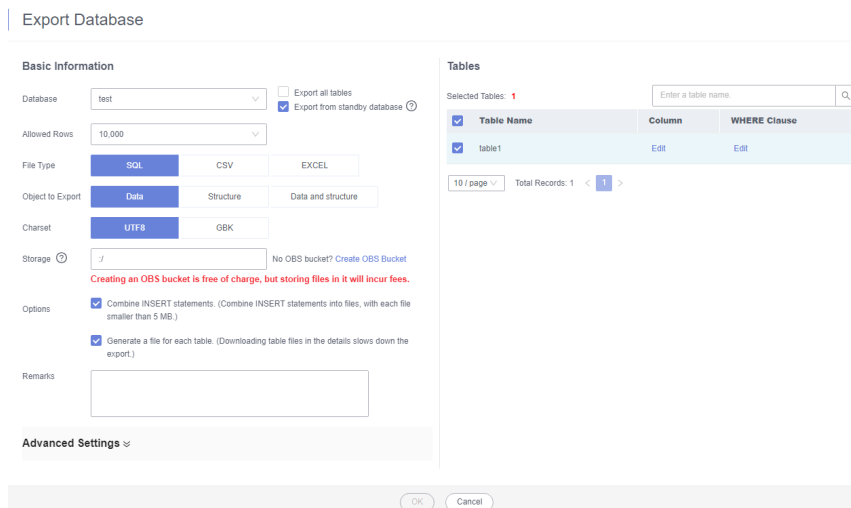 Export Database
Basic Information
Database
test
Export all tables
Export from standby database ?
Allowed Rows
10,000
File Type
SQL
CSV
EXCEL
Object to Export
Data
Structure
Data and structure
Charset
UTF8
GBK
Storage ?
:/
No OBS bucket? Create OBS Bucket
Creating an OBS bucket is free of charge, but storing files in it will incur fees.
Options
Combine INSERT statements. (Combine INSERT statements into files, with each file
smaller than 5 MB.)
Generate a file for each table. (Downloading table files in the details slows down the
export.)
Remarks
Advanced Settings
Tables
Selected Tables: 1
Enter a table name.
Table Name
Column
WHERE Clause
table1
Edit
Edit
10 / page
Total Records: 1
< 1 >
OK
Cancel